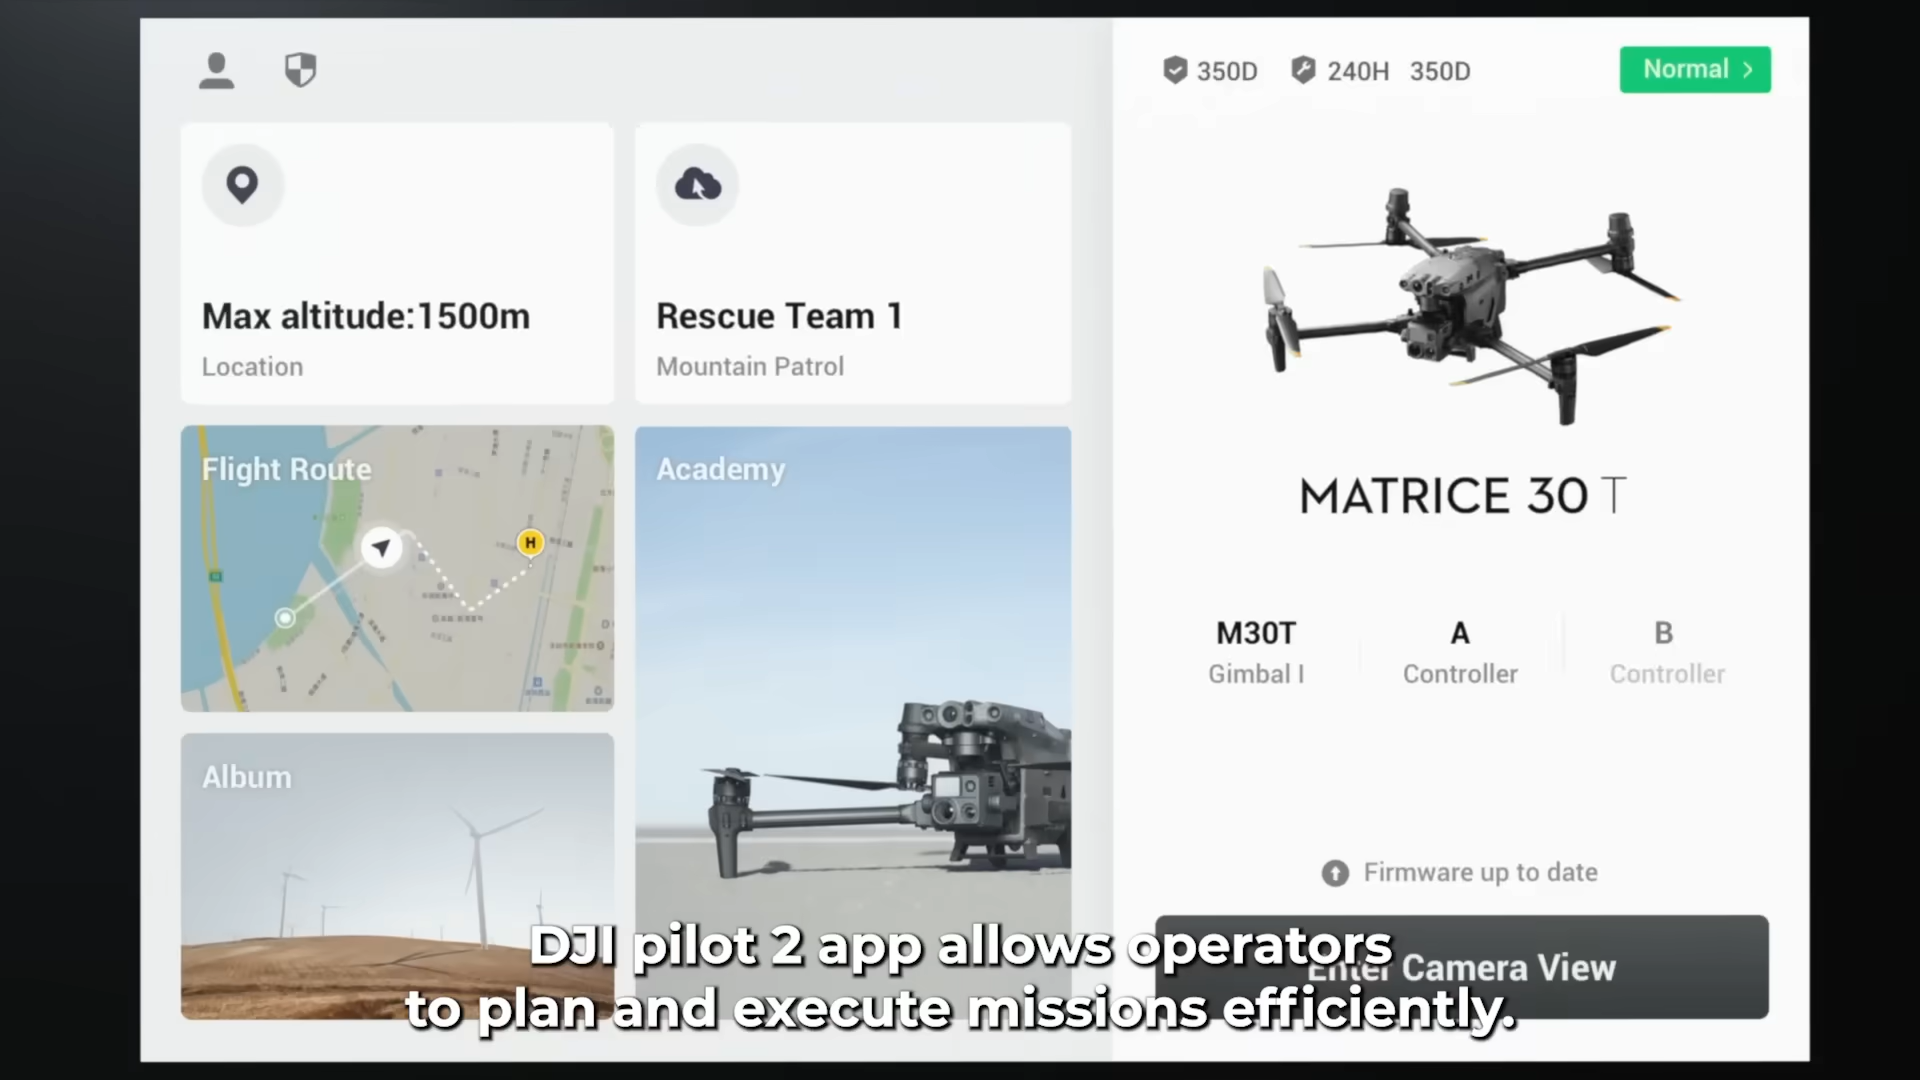 350D
240H 350D
Normal
Max altitude:1500m
Location
Rescue Team 1
Mountain Patrol
Flight Route
H
Academy
Album
MATRICE 30 T
M30T
Gimbal I
A
Controller
B
Controller
Firmware up to date
Enter Camera View
DJI pilot 2 app allows operators
to plan and execute missions efficiently.